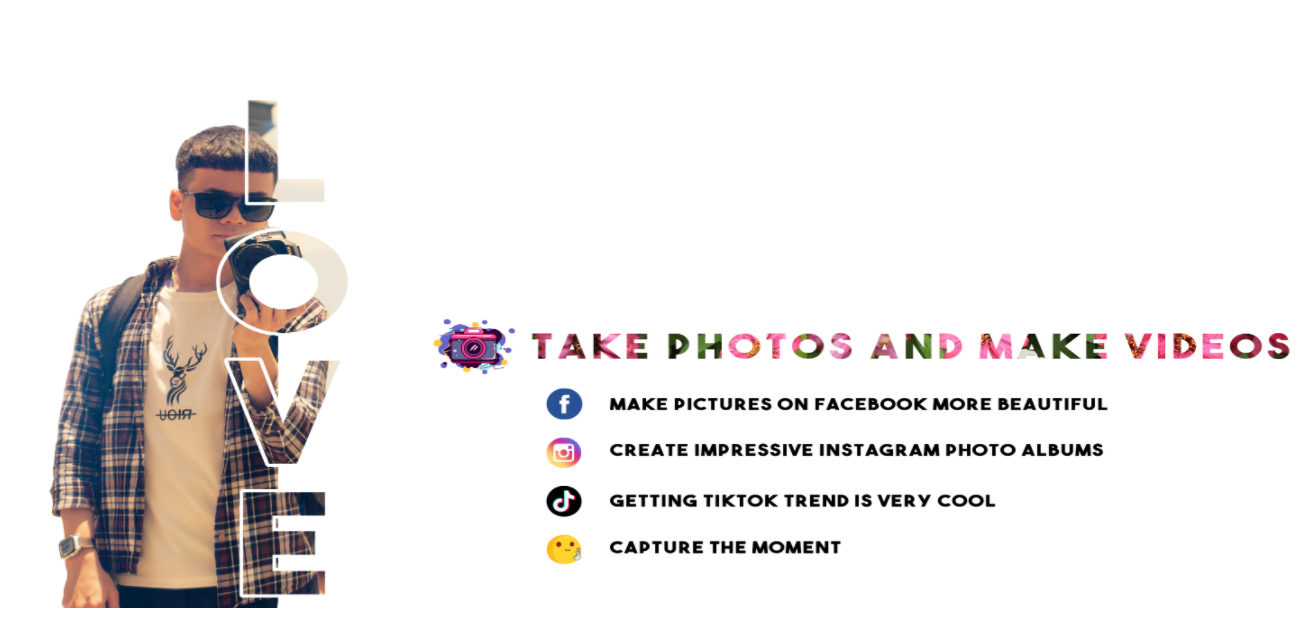 LOVE
TAKE PHOTOS AND MAKE VIDEOS
MAKE PICTURES ON FACEBOOK MORE BEAUTIFUL
CREATE IMPRESSIVE INSTAGRAM PHOTO ALBUMS
GETTING TIKTOK TREND IS VERY COOL
CAPTURE THE MOMENT